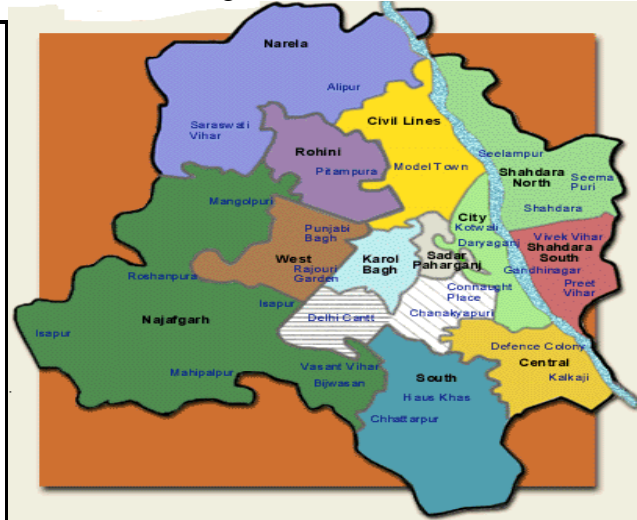 Narela
Alipur
Saraswati
Vihar
Civil Lines
Rohini
Pitampura
Model Town
Seelampur
Shahdara
North
Seema
Puri
Shahdara
Mangolpuri
Punjabi
Bagh
City
Kotwali
Daryaganj
Vivek Vihar
Shahdara
South
Gandhinagar
Preet
Vihar
West
Rajouri
Garden
Karol
Bagh
Sadar
Paharganj
Roshanpura
Isapur
Connaught
Place
Chanakyapuri
Delhi Cantt
Najafgarh
Isapur
Mahipalpur
Vasant Vihar
Bijwasan
Defence Colony
Central
Kalkaji
South
Haus Khas
Chhattarpur